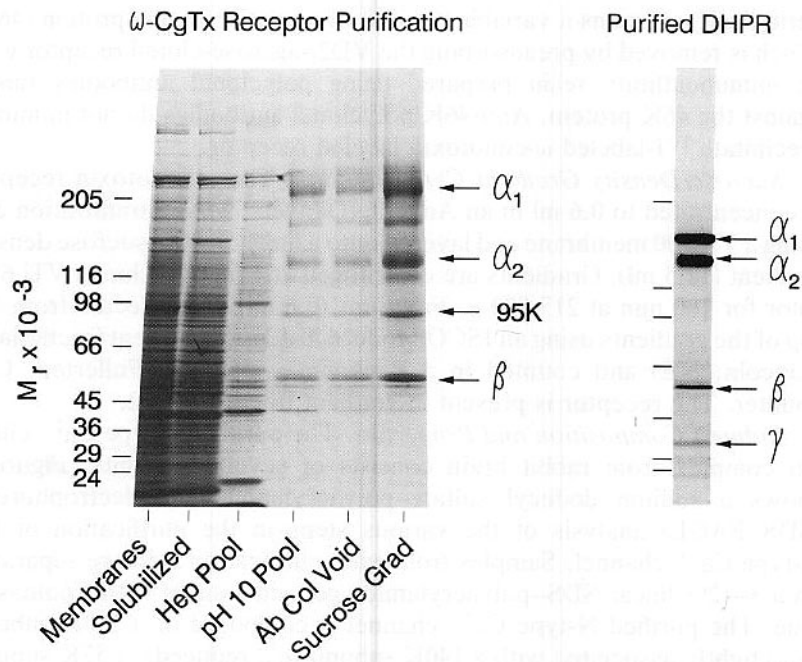 ω-CgTx Receptor Purification
Purified DHPR
Mᵣ x 10⁻³
205
116
98
66
45
36
29
24
α₁
α₂
95K
β
α₁
α₂
β
γ
Membranes
Solubilized
Hep Pool
pH 10 Pool
Ab Col Void
Sucrose Grad